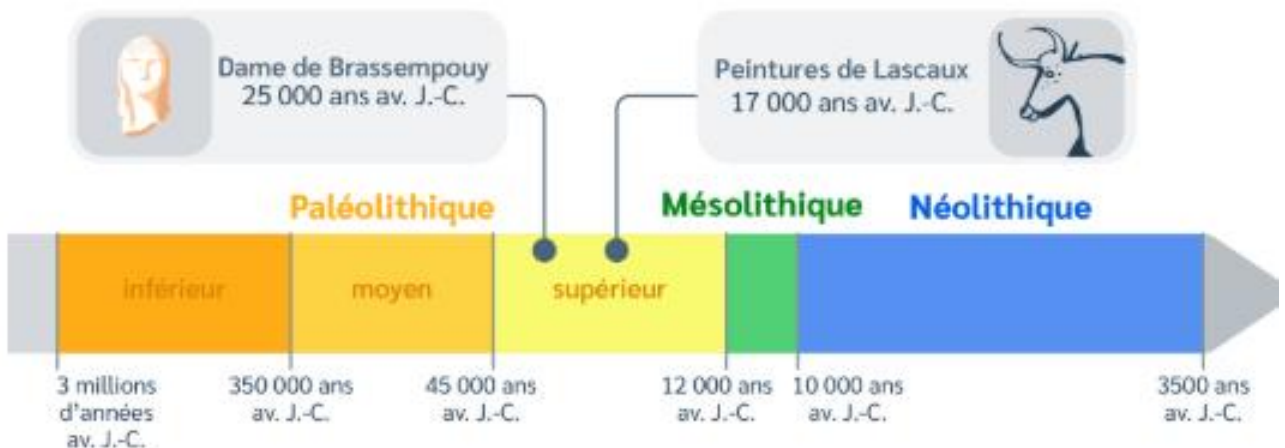 Dame de Brassempouy
25 000 ans av. J.-C.
Peintures de Lascaux
17 000 ans av. J.-C.
Paléolithique
Mésolithique
Néolithique
inférieur
moyen
supérieur
3 millions
d'années
av. J.-C.
350 000 ans
av. J.-C.
45 000 ans
av. J.-C.
12 000 ans
av. J.-C.
10 000 ans
av. J.-C.
3500 ans
av. J.-C.